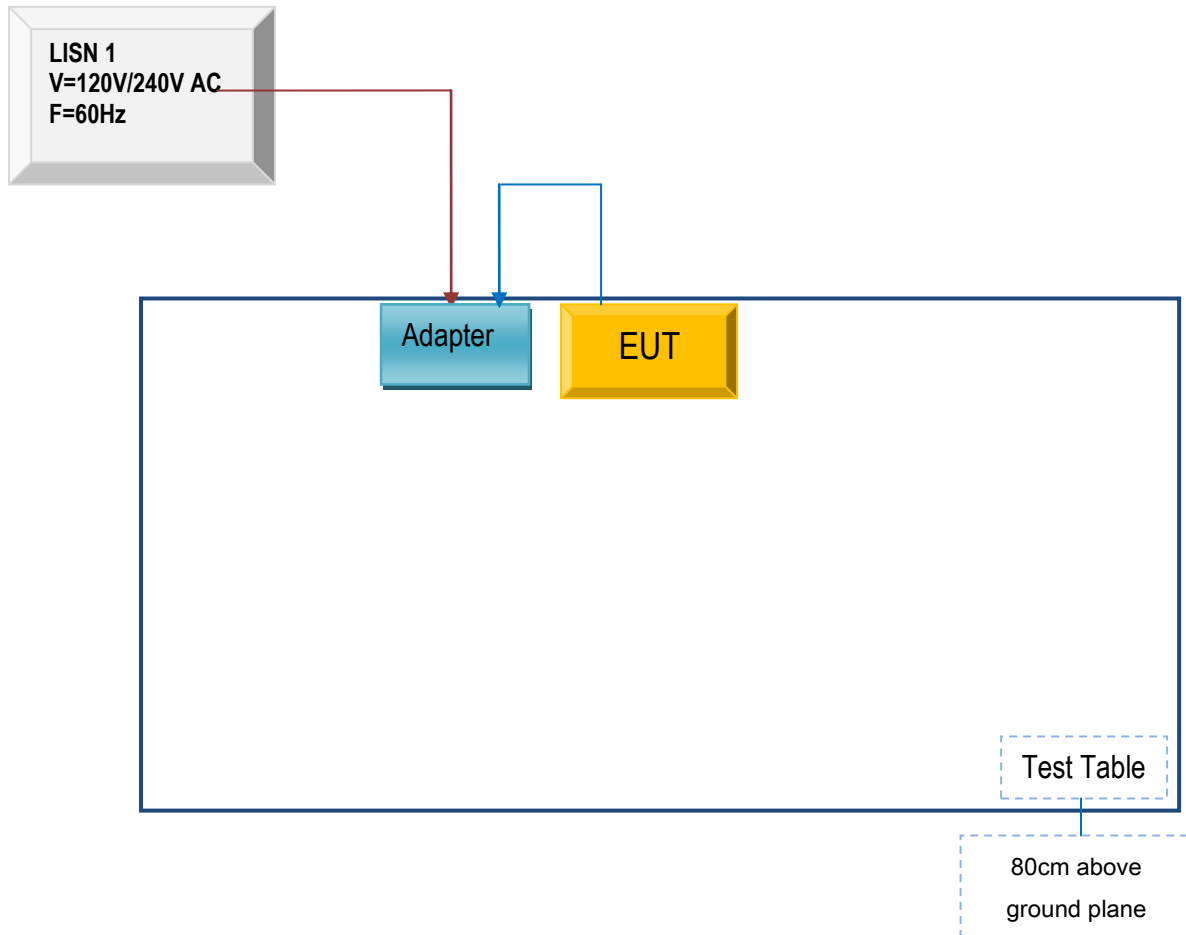 LISN 1
V=120V/240V AC
F=60Hz
Adapter
EUT
Test Table
80cm above
ground plane